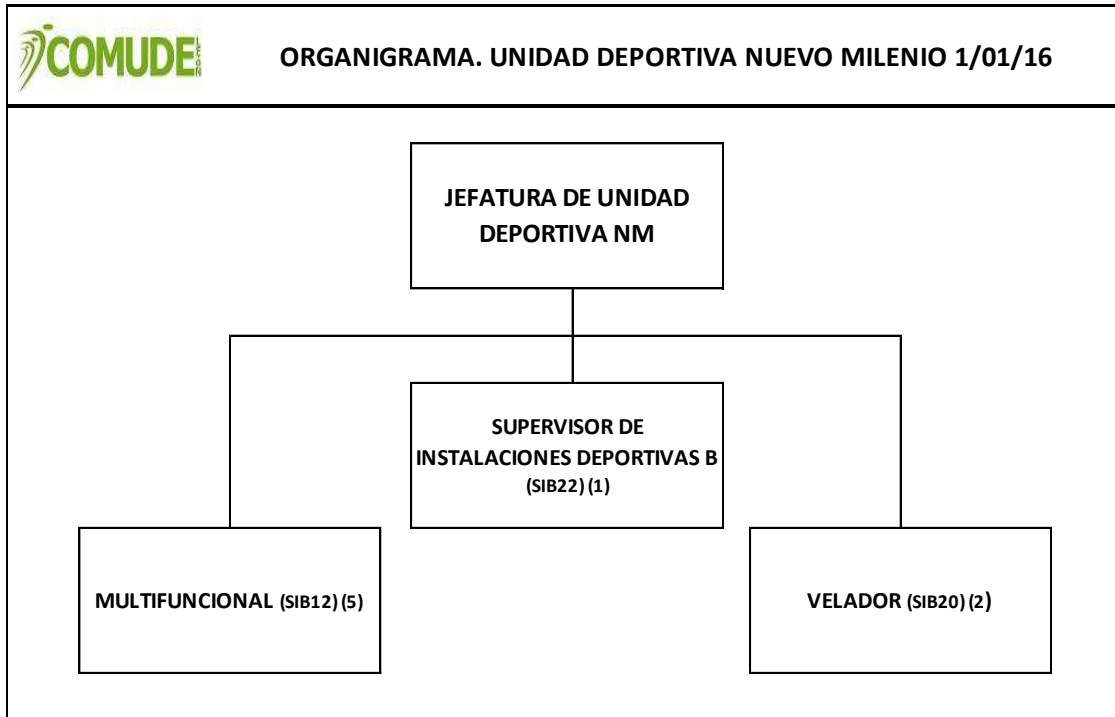 COMUDE
ORGANIGRAMA. UNIDAD DEPORTIVA NUEVO MILENIO 1/01/16
JEFATURA DE UNIDAD
DEPORTIVA NM
SUPERVISOR DE
INSTALACIONES DEPORTIVAS B
(SIB22) (1)
MULTIFUNCIONAL (SIB12) (5)
VELADOR (SIB20) (2)